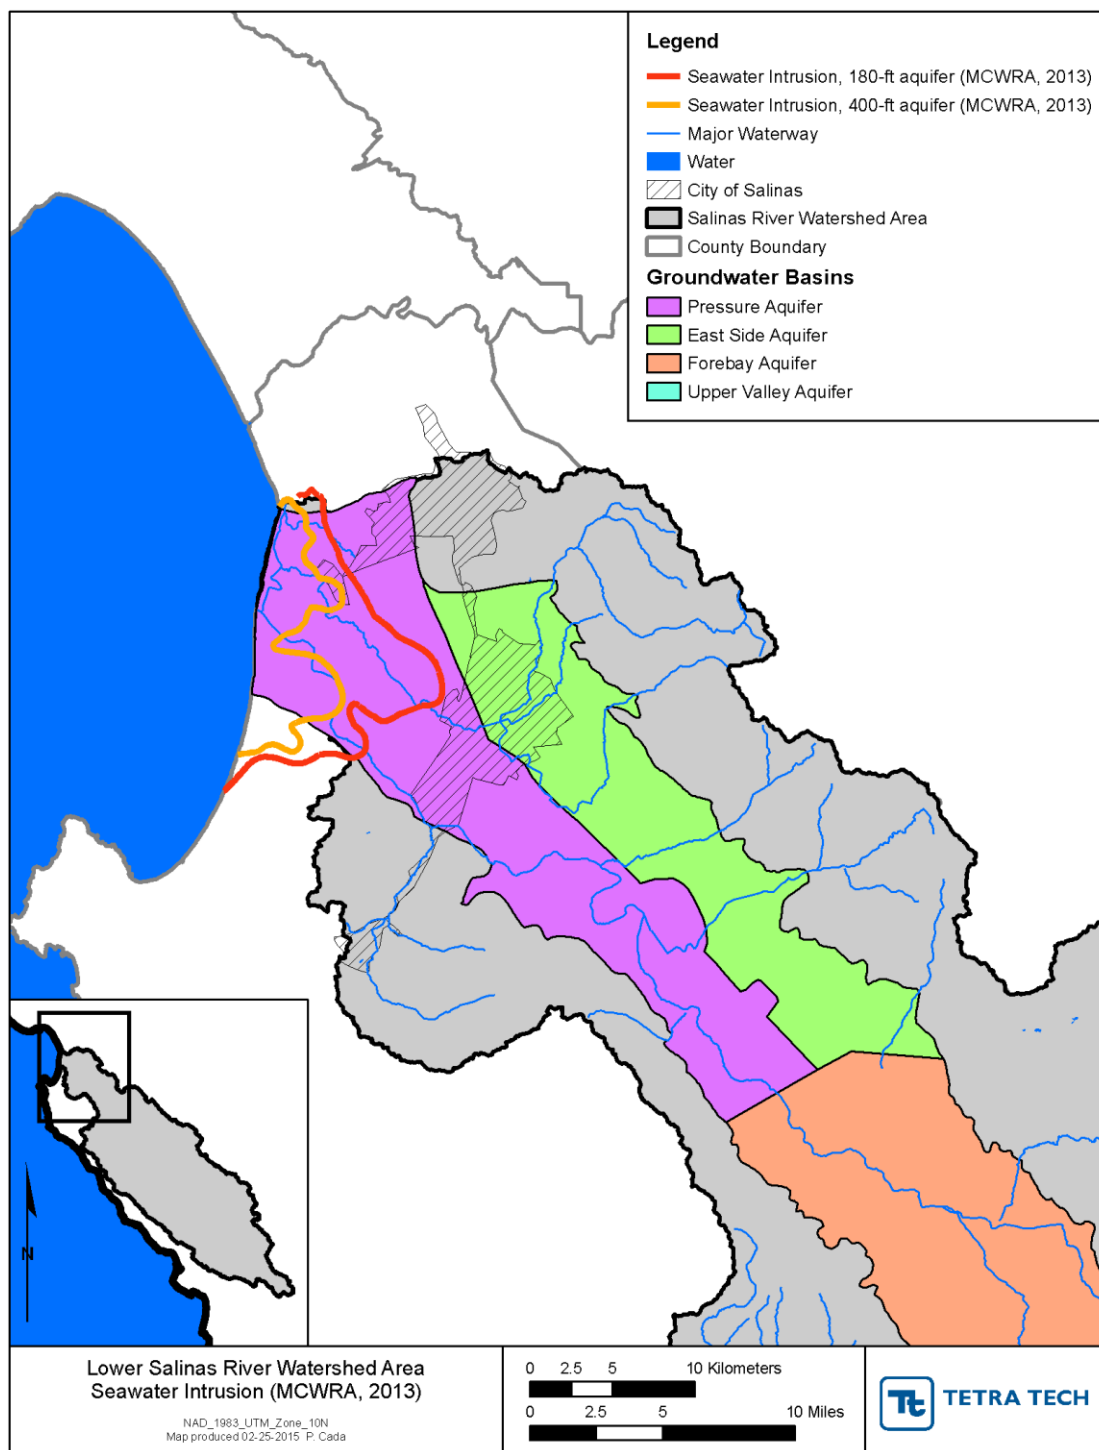 Legend
Seawater Intrusion, 180-ft aquifer (MCWRA, 2013)
Seawater Intrusion, 400-ft aquifer (MCWRA, 2013)
Major Waterway
Water
City of Salinas
Salinas River Watershed Area
County Boundary
Groundwater Basins
Pressure Aquifer
East Side Aquifer
Forebay Aquifer
Upper Valley Aquifer
N
Lower Salinas River Watershed Area
Seawater Intrusion (MCWRA, 2013)
NAD_1983_UTM_Zone_10N
Map produced 02-25-2015 P. Cada
0 2.5 5 10 Kilometers
0 2.5 5 10 Miles
Tt TETRA TECH